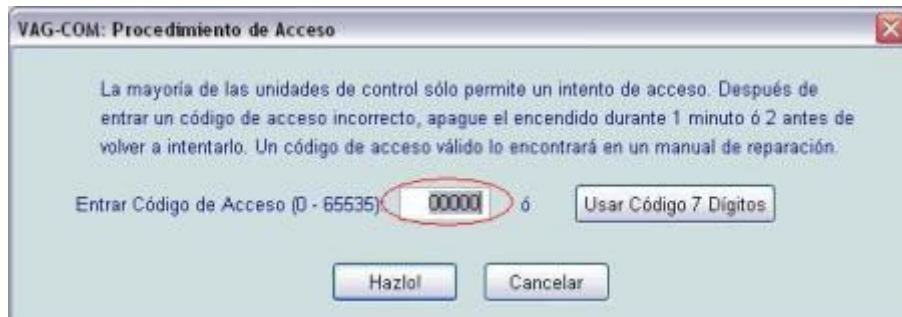 VAG-COM: Procedimiento de Acceso
La mayoría de las unidades de control sólo permite un intento de acceso. Después de
entrar un código de acceso incorrecto, apague el encendido durante 1 minuto ó 2 antes de
volver a intentarlo. Un código de acceso válido lo encontrará en un manual de reparación.
Entrar Código de Acceso (0 - 65535): 00000 ó Usar Código 7 Dígitos
Hazlo! Cancelar